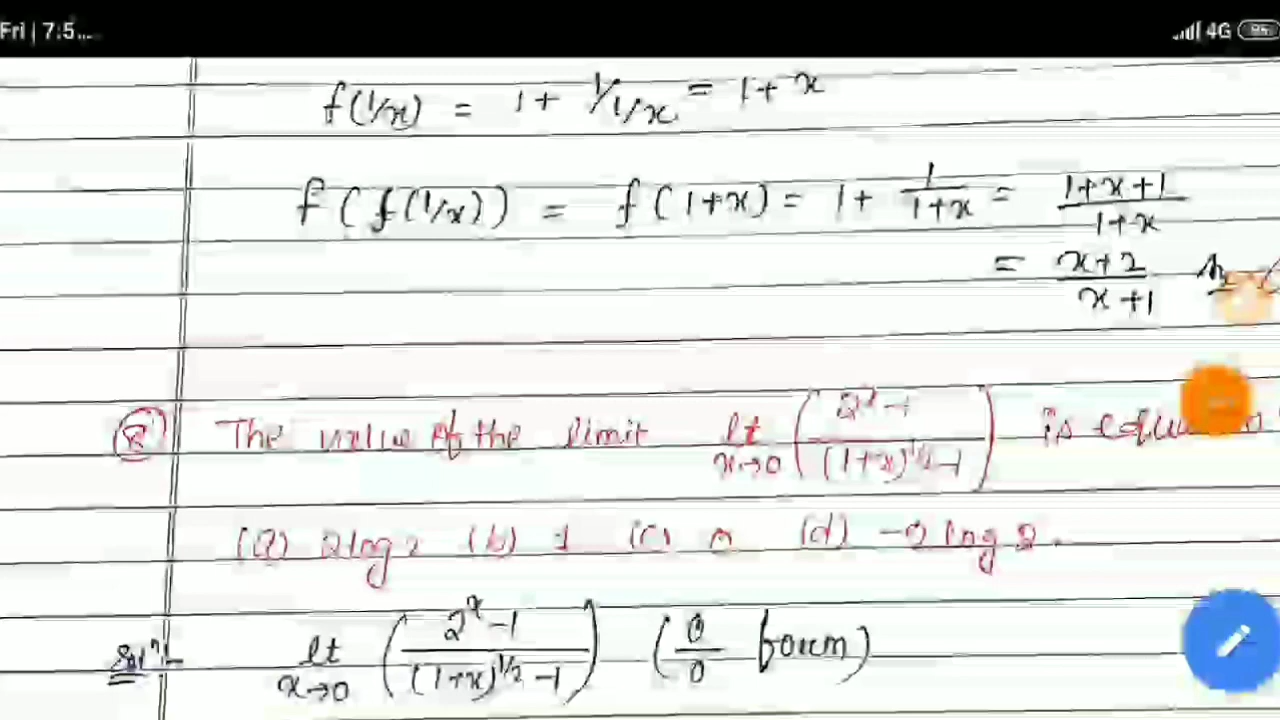 Fri | 7:5... 4G 95
f(1/x) = 1 + 1/1/x = 1 + x
f(f(1/x)) = f(1+x) = 1 + 1/(1+x) = (1+x+1)/(1+x)
= (x+2)/(x+1)
(8) The value of the limit lt x→0 ((2^x-1)/((1+x)^1/2-1)) is
(a) 2log2 (b) 1 (c) 0 (d) -2 log 2.
Sol^n:- lt x→0 ((2^x-1)/((1+x)^1/2-1)) (0/0 form)